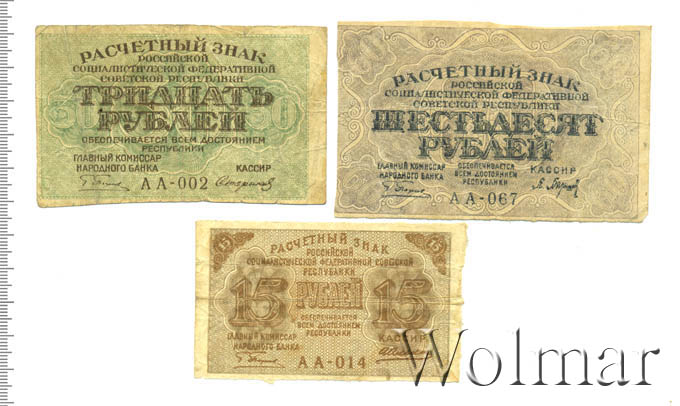 РАСЧЕТНЫЙ ЗНАК
РОССИЙСКОЙ
СОЦИАЛИСТИЧЕСКОЙ ФЕДЕРАТИВНОЙ
СОВЕТСКОЙ РЕСПУБЛИКИ
ТРИДЦАТЬ
РУБЛЕЙ
ОБЕСПЕЧИВАЕТСЯ ВСЕМ ДОСТОЯНИЕМ
РЕСПУБЛИКИ
ГЛАВНЫЙ КОМИССАР
НАРОДНОГО БАНКА
КАССИР
АА-002
РАСЧЕТНЫЙ ЗНАК
РОССИЙСКОЙ
СОЦИАЛИСТИЧЕСКОЙ ФЕДЕРАТИВНОЙ
СОВЕТСКОЙ РЕСПУБЛИКИ
ШЕСТЬДЕСЯТ
РУБЛЕЙ
ГЛАВНЫЙ КОМИССАР
НАРОДНОГО БАНКА
ОБЕСПЕЧИВАЕТСЯ
ВСЕМ ДОСТОЯНИЕМ
РЕСПУБЛИКИ
КАССИР
АА-067
15
15
РАСЧЕТНЫЙ ЗНАК
РОССИЙСКОЙ
СОЦИАЛИСТИЧЕСКОЙ ФЕДЕРАТИВНОЙ СОВЕТСКОЙ
РЕСПУБЛИКИ
15 РУБЛЕЙ 15
ОБЕСПЕЧИВАЕТСЯ
ВСЕМ ДОСТОЯНИЕМ
РЕСПУБЛИКИ
ГЛАВНЫЙ КОМИССАР
НАРОДНОГО БАНКА
КАССИР
АА-014
Wolmar